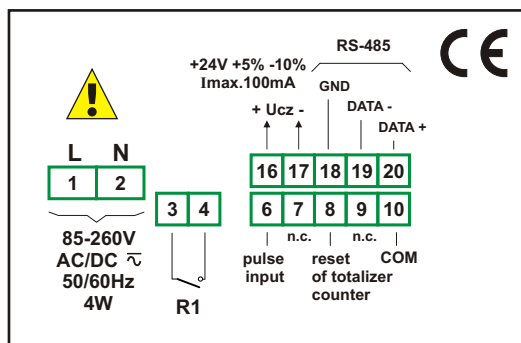 RS-485
CE
+24V +5% -10%
Imax.100mA
GND
+ Ucz -
DATA -
DATA +
L N
16 17 18 19 20
1 2
3 4
6 7 8 9 10
n.c. n.c.
85-260V
AC/DC
50/60Hz
4W
R1
pulse
input
reset
of totalizer
counter
COM